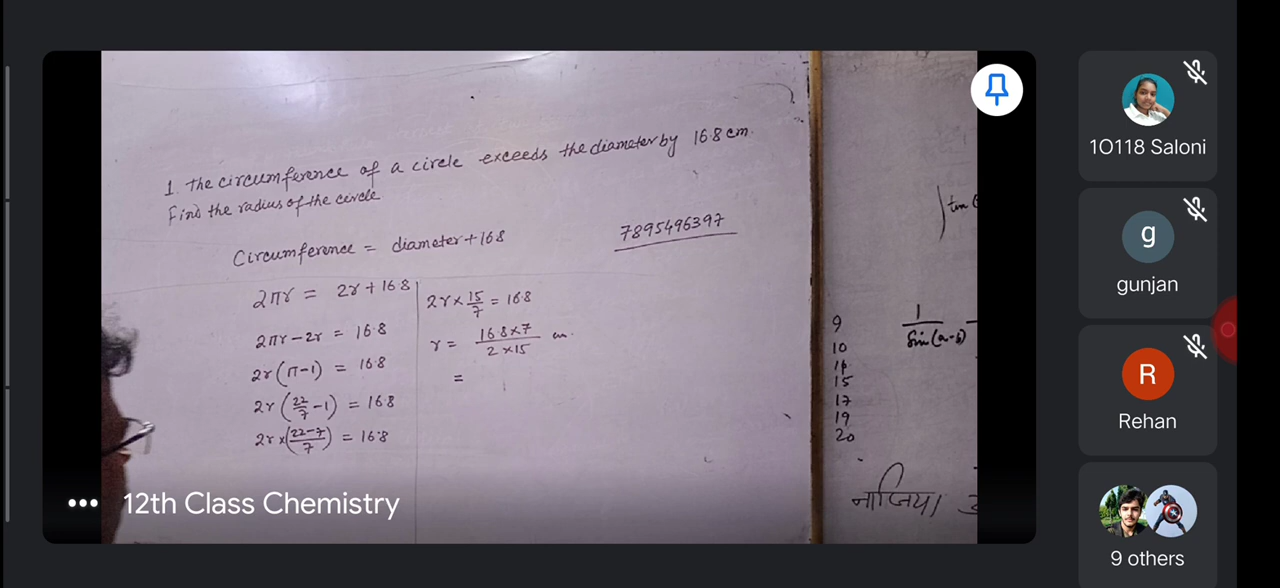 1. the circumference of a circle exceeds the diameter by 16.8 cm.
Find the radius of the circle
Circumference = diameter + 16.8
7895496397
2πr = 2r + 16.8
2πr - 2r = 16.8
2r (π-1) = 16.8
2r (22/7 - 1) = 16.8
2r × (22-7/7) = 16.8
2r × 15/7 = 16.8
r = 16.8×7/2×15 cm.
=
tan
1/Sin(a-b)
9
10
15
17
19
20
नाजिया
12th Class Chemistry
1O118 Saloni
g
gunjan
R
Rehan
9 others